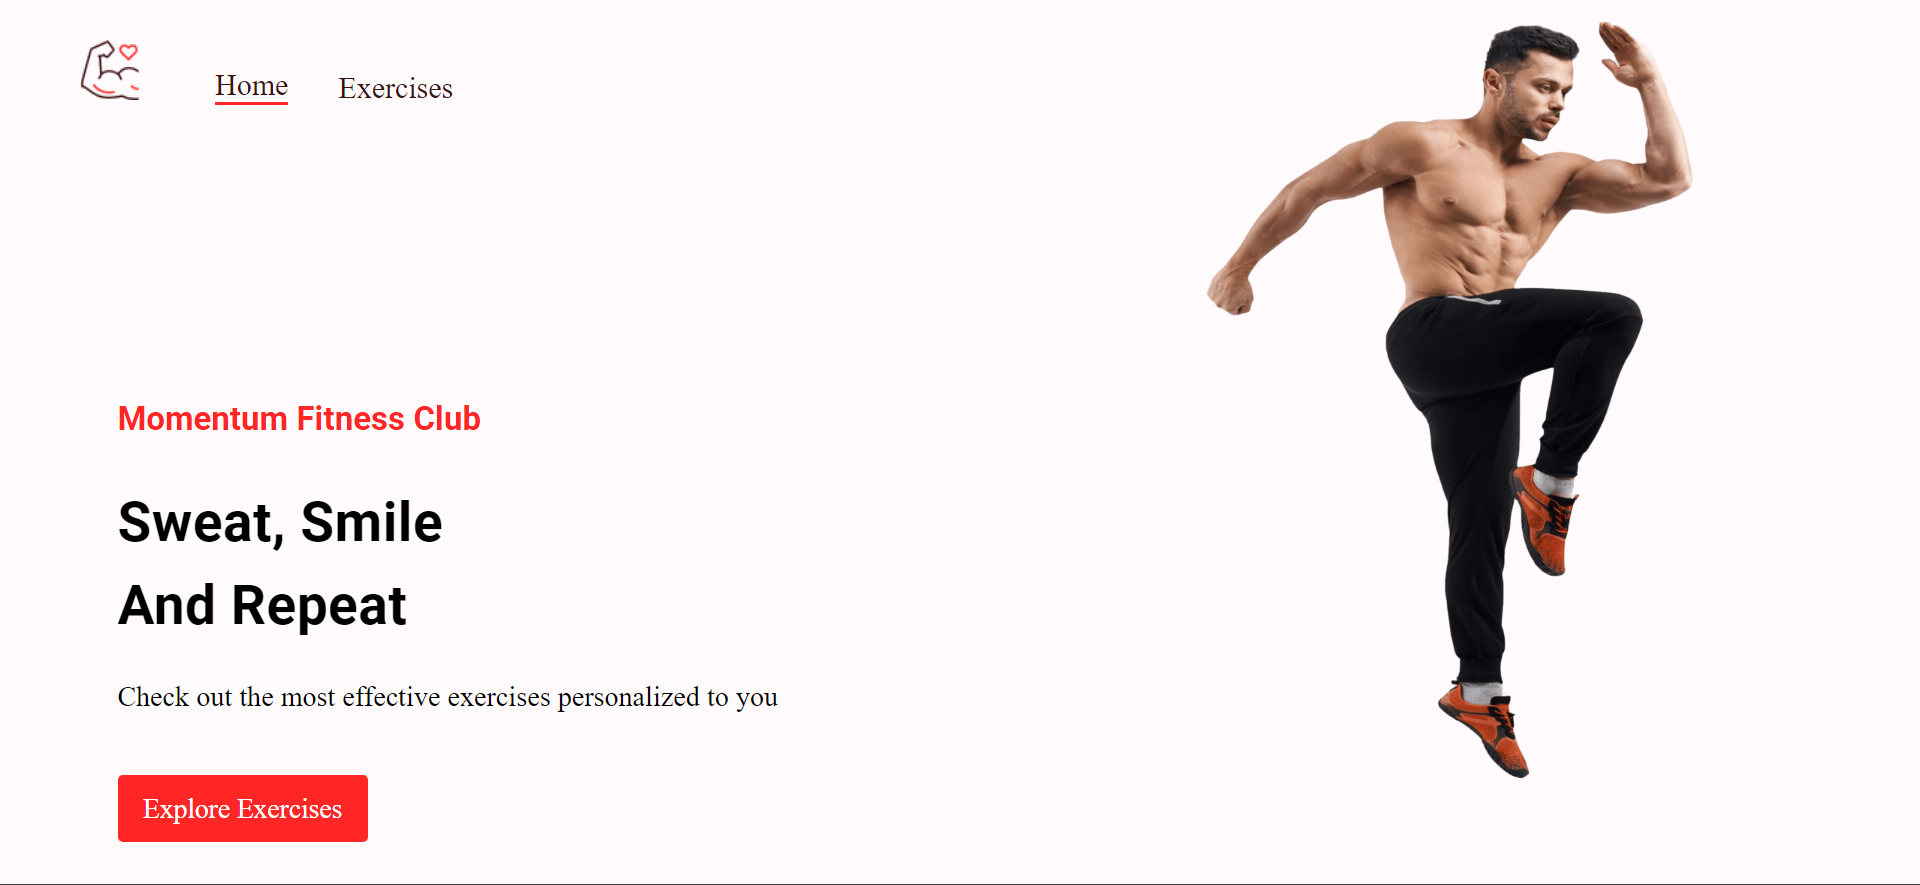 Home
Exercises
Momentum Fitness Club
Sweat, Smile
And Repeat
Check out the most effective exercises personalized to you
Explore Exercises